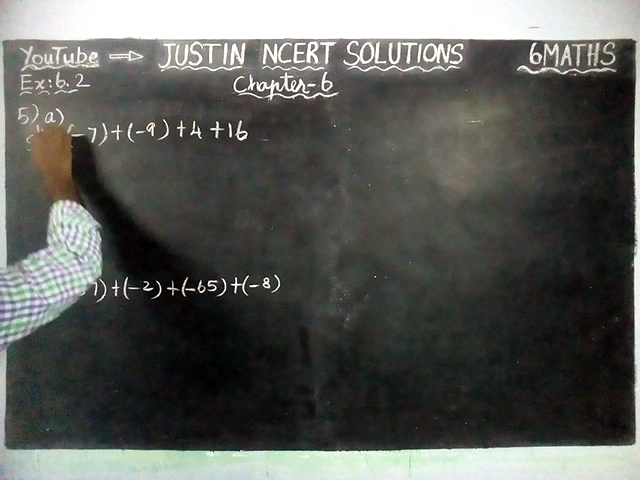 YouTube → JUSTIN NCERT SOLUTIONS 6MATHS
Ex: 6.2 Chapter-6
5) a)
(-7)+(-9)+4+16
)+(-2)+(-65)+(-8)